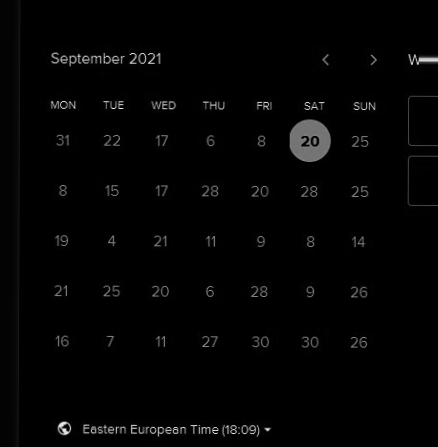 September 2021
MON TUE WED THU FRI SAT SUN
31 22 17 6 8 20 25
8 15 17 28 20 28 25
19 4 21 11 9 8 14
21 25 20 6 28 9 26
16 7 11 27 30 30 26
Eastern European Time (18:09)